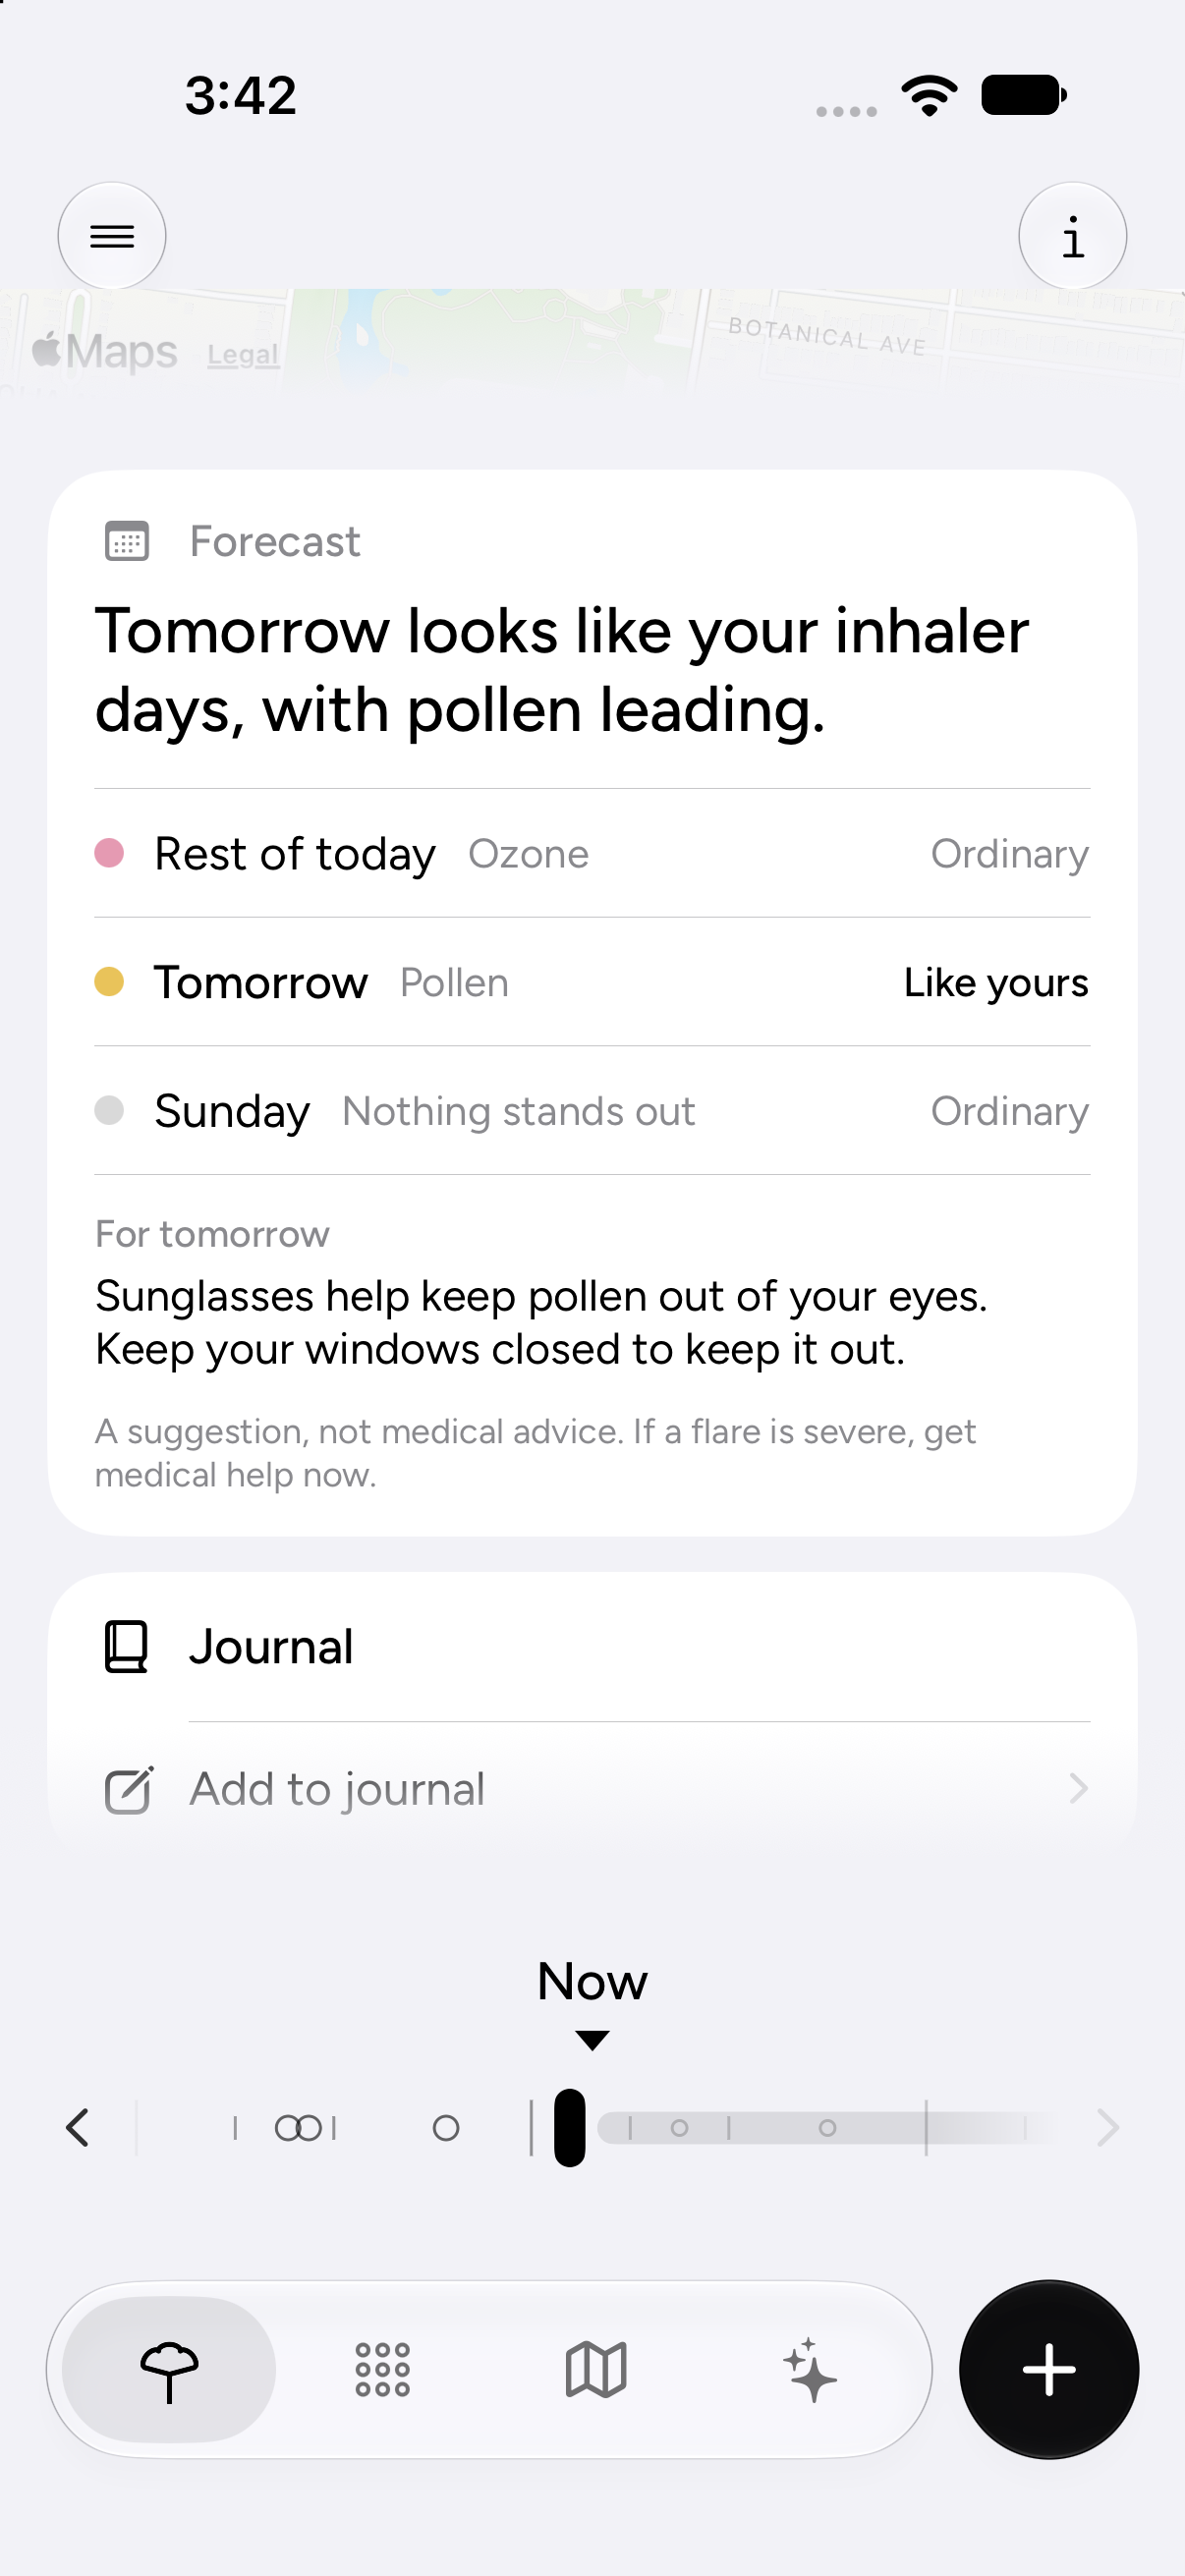 3:42
Maps Legal
BOTANICAL AVE
Forecast
Tomorrow looks like your inhaler
days, with pollen leading.
Rest of today Ozone Ordinary
Tomorrow Pollen Like yours
Sunday Nothing stands out Ordinary
For tomorrow
Sunglasses help keep pollen out of your eyes.
Keep your windows closed to keep it out.
A suggestion, not medical advice. If a flare is severe, get
medical help now.
Journal
Add to journal
Now